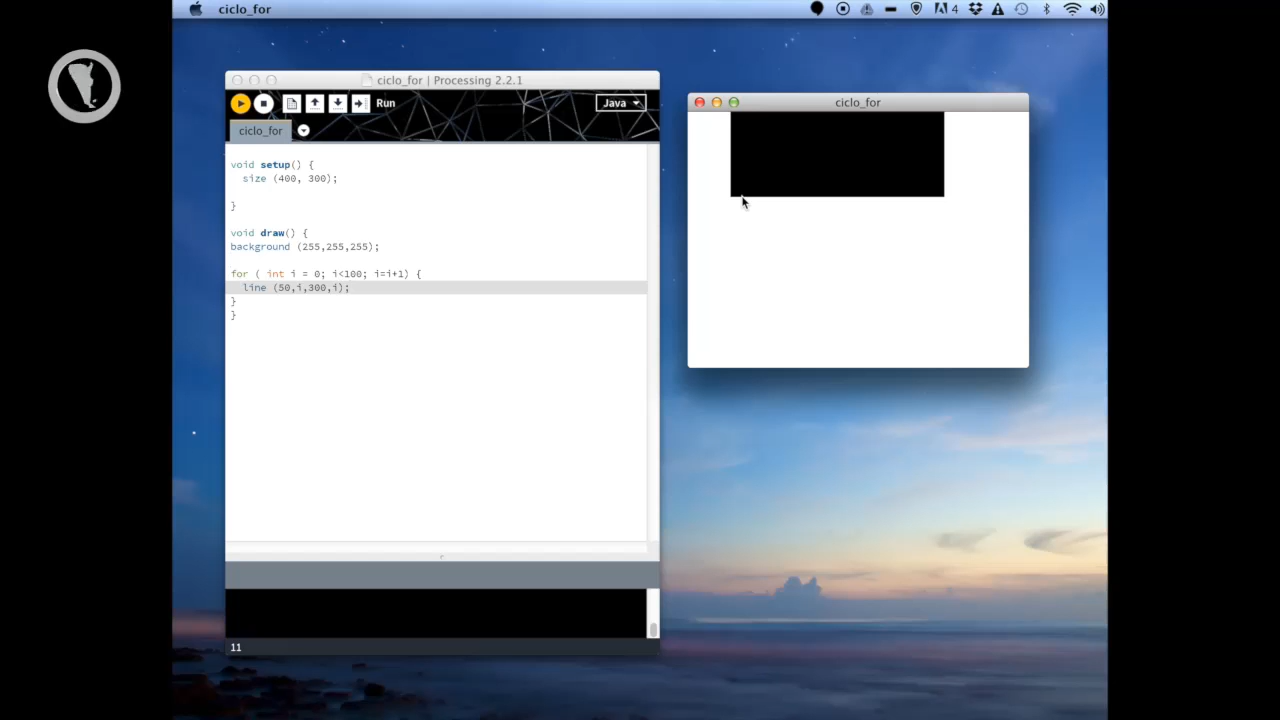 ciclo_for
4
ciclo_for | Processing 2.2.1
Run
Java
ciclo_for
void setup() {
  size (400, 300);
}
void draw() {
background (255,255,255);
for ( int i = 0; i<100; i=i+1) {
  line (50,i,300,i);
}
}
11
ciclo_for